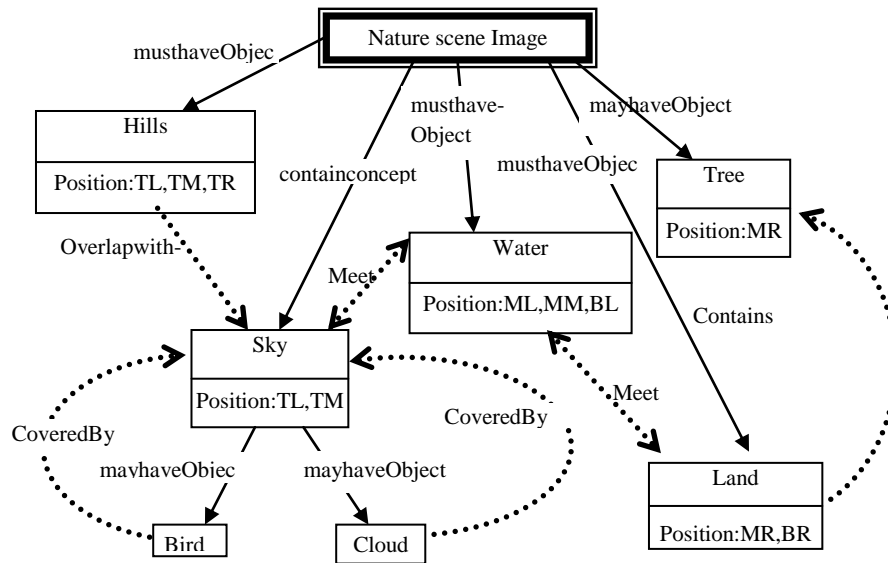 Nature scene Image
musthaveObjec
musthave-
Object
mayhaveObject
Hills
Position:TL,TM,TR
containconcept
musthaveObjec
Tree
Position:MR
Overlapwith-
Meet
Water
Position:ML,MM,BL
Contains
Sky
Position:TL,TM
Meet
CoveredBy
CoveredBy
mayhaveObjec
mayhaveObject
Land
Position:MR,BR
Bird
Cloud